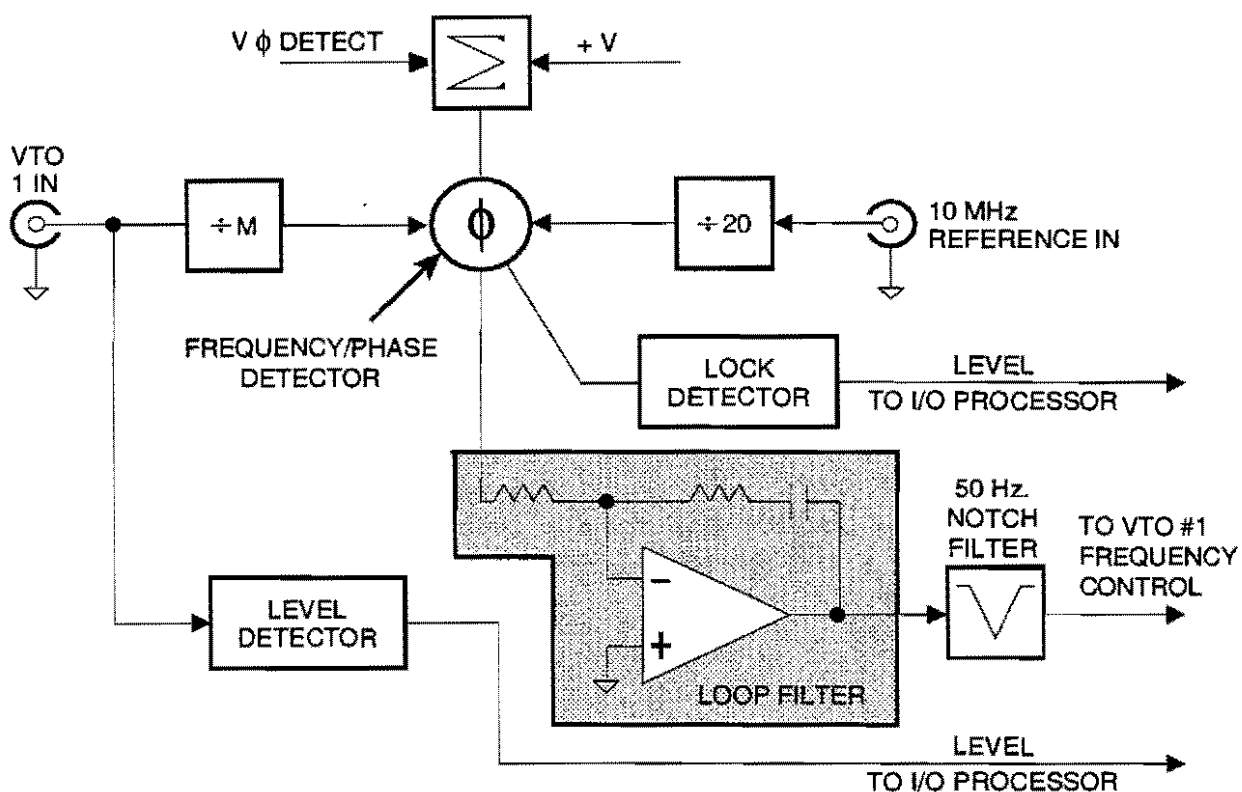 V ϕ DETECT
Σ
+ V
VTO
1 IN
÷ M
ϕ
÷ 20
10 MHz
REFERENCE IN
FREQUENCY/PHASE
DETECTOR
LOCK
DETECTOR
LEVEL
TO I/O PROCESSOR
50 Hz.
NOTCH
FILTER
TO VTO #1
FREQUENCY
CONTROL
LEVEL
DETECTOR
−
+
LOOP FILTER
LEVEL
TO I/O PROCESSOR